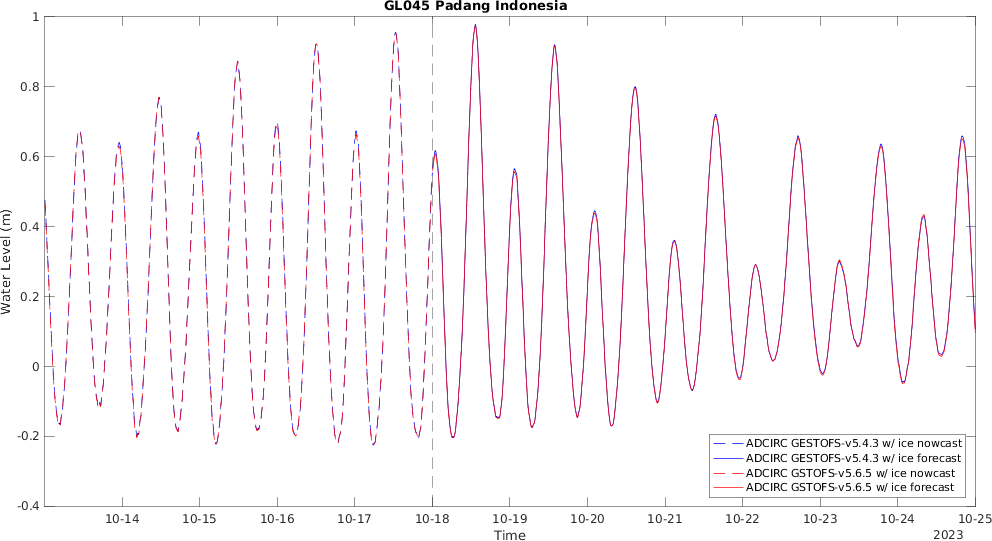 GL045 Padang Indonesia
1
0.8
0.6
0.4
0.2
0
-0.2
-0.4
Water Level (m)
ADCIRC GESTOFS-v5.4.3 w/ ice nowcast
ADCIRC GESTOFS-v5.4.3 w/ ice forecast
ADCIRC GSTOFS-v5.6.5 w/ ice nowcast
ADCIRC GSTOFS-v5.6.5 w/ ice forecast
10-14 10-15 10-16 10-17 10-18 10-19 10-20 10-21 10-22 10-23 10-24 10-25
Time
2023